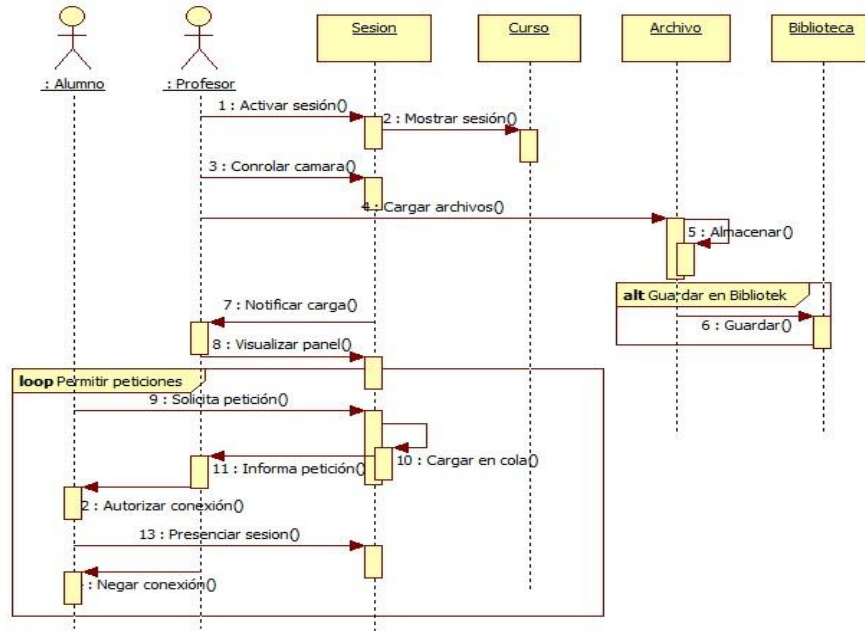 Sesion
Curso
Archivo
Biblioteca
: Alumno
: Profesor
1 : Activar sesión()
2 : Mostrar sesión()
3 : Conrolar camara()
4 : Cargar archivos()
5 : Almacenar()
alt Guardar en Bibliotek
7 : Notificar carga()
6 : Guardar()
8 : Visualizar panel()
loop Permitir peticiones
9 : Solicita petición()
10 : Cargar en cola()
11 : Informa petición()
2 : Autorizar conexión()
13 : Presenciar sesion()
: Negar conexión()